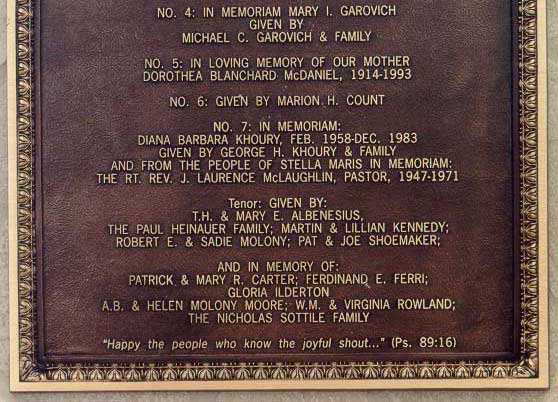 NO. 4: IN MEMORIAM MARY I. GAROVICH
GIVEN BY
MICHAEL C. GAROVICH & FAMILY
NO. 5: IN LOVING MEMORY OF OUR MOTHER
DOROTHEA BLANCHARD McDANIEL, 1914-1993
NO. 6: GIVEN BY MARION H. COUNT
NO. 7: IN MEMORIAM:
DIANA BARBARA KHOURY, FEB. 1958-DEC. 1983
GIVEN BY GEORGE H. KHOURY & FAMILY
AND FROM THE PEOPLE OF STELLA MARIS IN MEMORIAM:
THE RT. REV. J. LAURENCE McLAUGHLIN, PASTOR, 1947-1971
Tenor: GIVEN BY:
T.H. & MARY E. ALBENESIUS,
THE PAUL HEINAUER FAMILY; MARTIN & LILLIAN KENNEDY;
ROBERT E. & SADIE MOLONY; PAT & JOE SHOEMAKER;
AND IN MEMORY OF:
PATRICK & MARY R. CARTER; FERDINAND E. FERRI;
GLORIA ILDERTON
A.B. & HELEN MOLONY MOORE; W.M. & VIRGINIA ROWLAND;
THE NICHOLAS SOTTILE FAMILY
"Happy the people who know the joyful shout..." (Ps. 89:16)